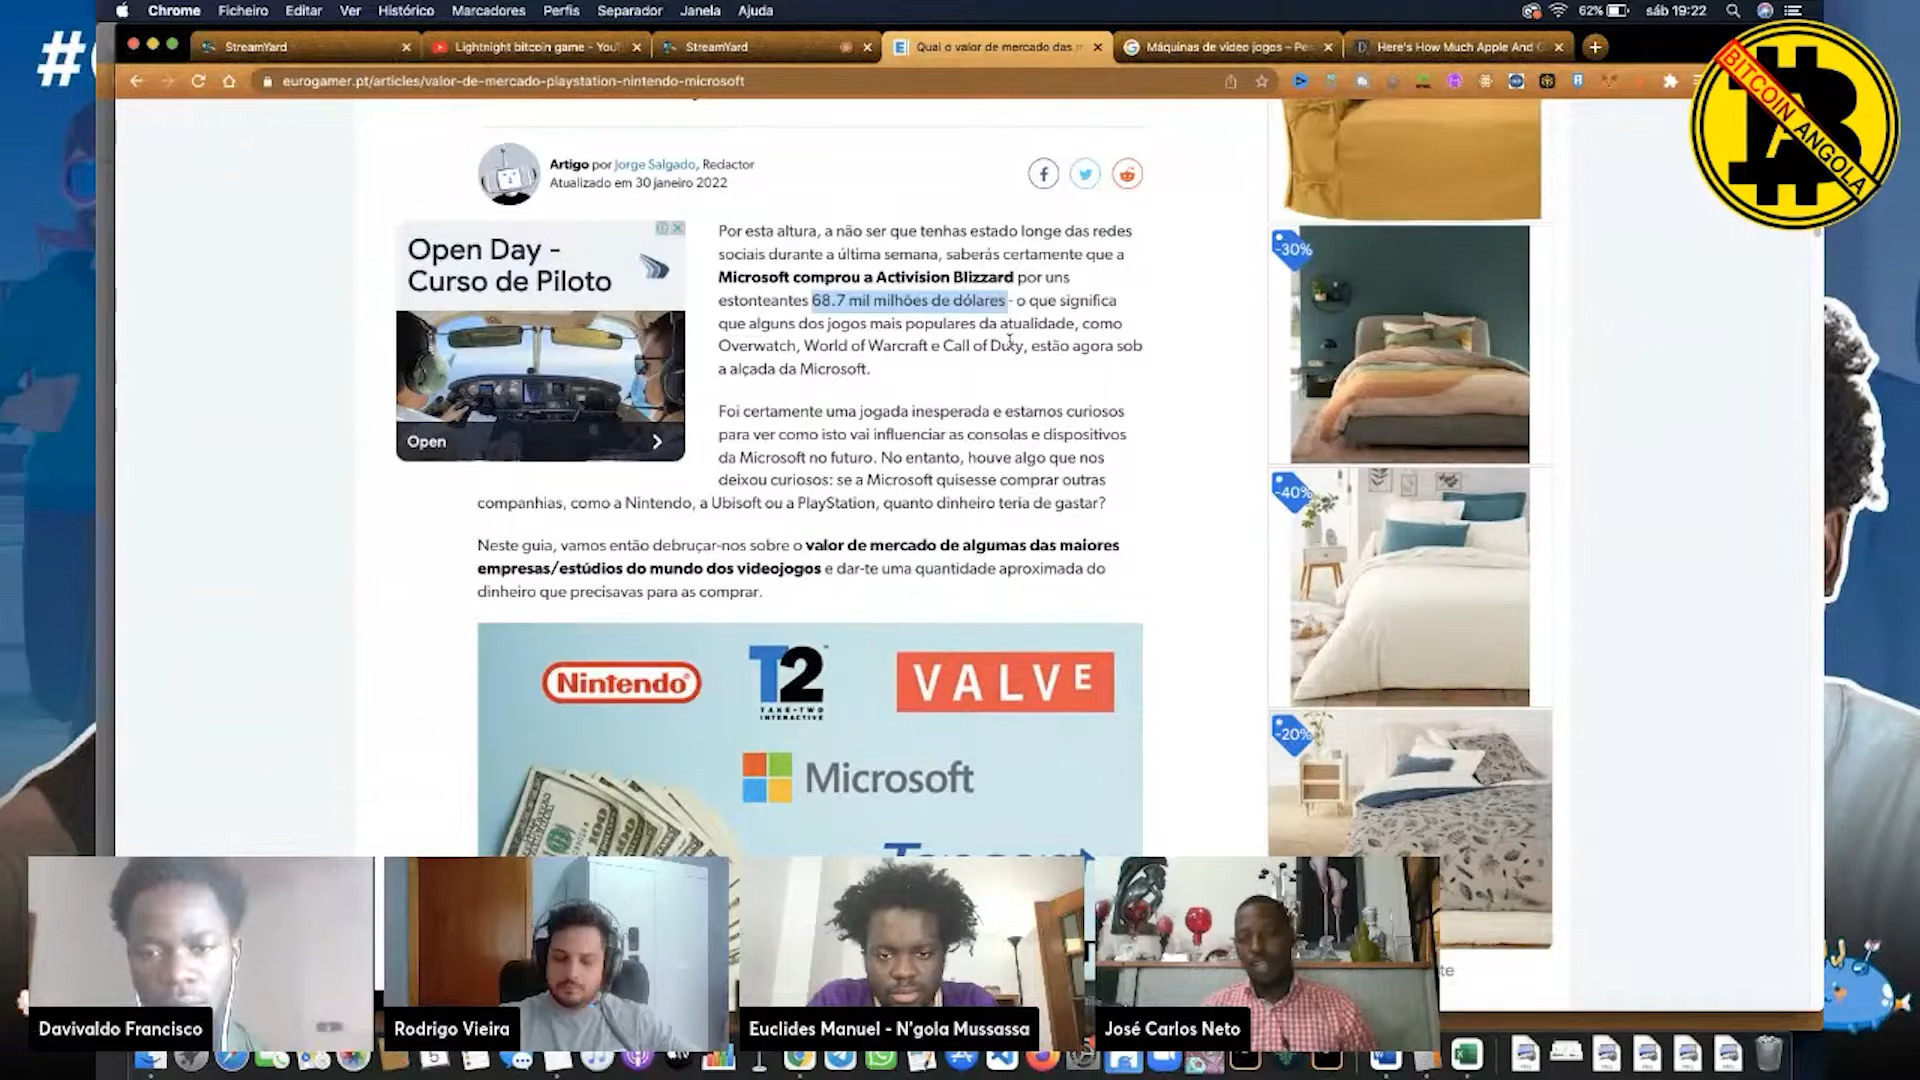 Chrome Ficheiro Editar Ver Histórico Marcadores Perfis Separador Janela Ajuda
62% sáb 19:22
#
StreamYard
Lightnight bitcoin game - You
StreamYard
Qual o valor de mercado das
Máquinas de video jogos – Pes
Here's How Much Apple And G
eurogamer.pt/articles/valor-de-mercado-playstation-nintendo-microsoft
BITCOIN ANGOLA
Artigo por Jorge Salgado, Redactor
Atualizado em 30 janeiro 2022
Open Day -
Curso de Piloto
Open
Por esta altura, a não ser que tenhas estado longe das redes
sociais durante a última semana, saberás certamente que a
Microsoft comprou a Activision Blizzard por uns
estonteantes 68.7 mil milhões de dólares - o que significa
que alguns dos jogos mais populares da atualidade, como
Overwatch, World of Warcraft e Call of Duty, estão agora sob
a alçada da Microsoft.
Foi certamente uma jogada inesperada e estamos curiosos
para ver como isto vai influenciar as consolas e dispositivos
da Microsoft no futuro. No entanto, houve algo que nos
deixou curiosos: se a Microsoft quisesse comprar outras
companhias, como a Nintendo, a Ubisoft ou a PlayStation, quanto dinheiro teria de gastar?
Neste guia, vamos então debruçar-nos sobre o valor de mercado de algumas das maiores
empresas/estúdios do mundo dos videojogos e dar-te uma quantidade aproximada do
dinheiro que precisavas para as comprar.
-30%
-40%
-20%
Nintendo
T2
TAKE-TWO
INTERACTIVE
VALVE
Microsoft
100
Davivaldo Francisco
Rodrigo Vieira
Euclides Manuel - N'gola Mussassa
José Carlos Neto